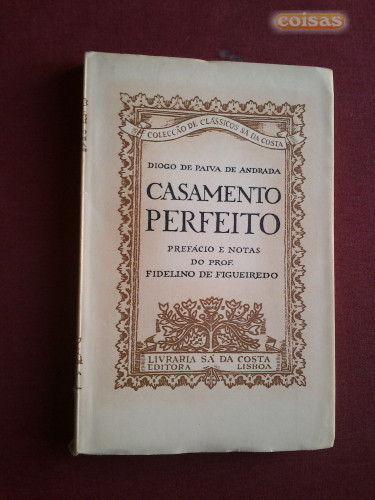 coisas
COLECÇÃO DE CLÁSSICOS SÁ DA COSTA
DIOGO DE PAIVA DE ANDRADA
CASAMENTO
PERFEITO
PREFÁCIO E NOTAS
DO PROF.
FIDELINO DE FIGUEIREDO
LIVRARIA SÁ DA COSTA
EDITORA LISBOA